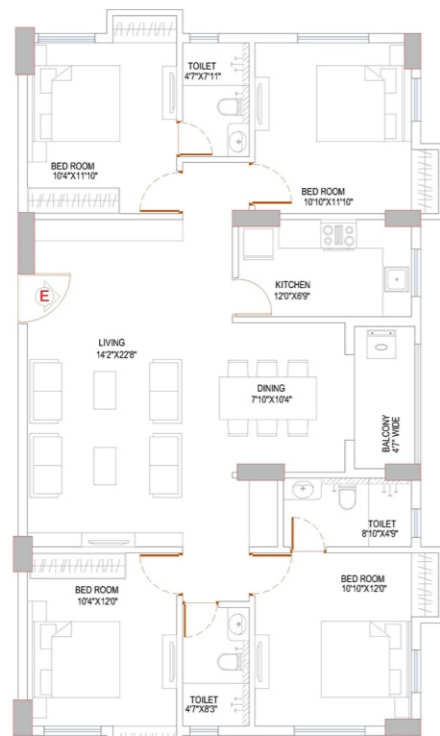 TOILET
4'7"X7'11"
BED ROOM
10'4"X11'10"
BED ROOM
10'10"X11'10"
KITCHEN
12'0"X6'9"
E
LIVING
14'2"X22'8"
DINING
7'10"X10'4"
BALCONY
4'7" WIDE
TOILET
8'10"X4'9"
BED ROOM
10'4"X12'0"
BED ROOM
10'10"X12'0"
TOILET
4'7"X8'3"